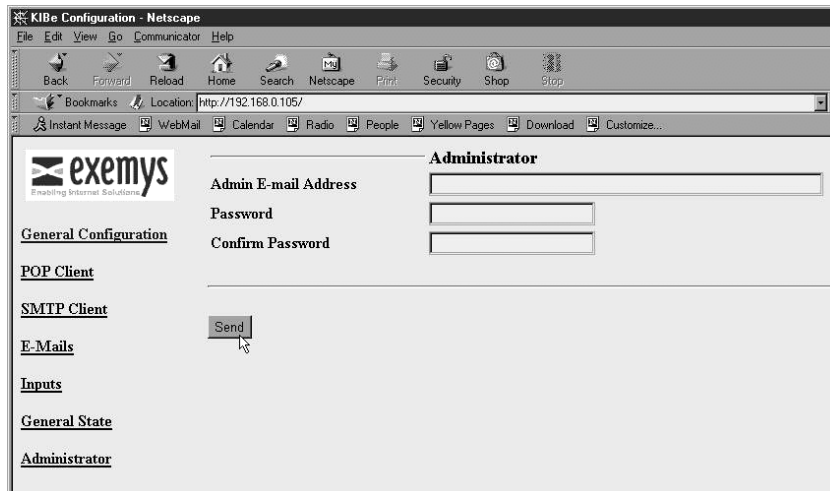 KIBe Configuration - Netscape
File Edit View Go Communicator Help
Back Forward Reload Home Search Netscape Print Security Shop Stop
My
Bookmarks Location: http://192.168.0.105/
Instant Message WebMail Calendar Radio People Yellow Pages Download Customize...
exemys
Enabling Internet Solutions
General Configuration
POP Client
SMTP Client
E-Mails
Inputs
General State
Administrator
Administrator
Admin E-mail Address
Password
Confirm Password
Send